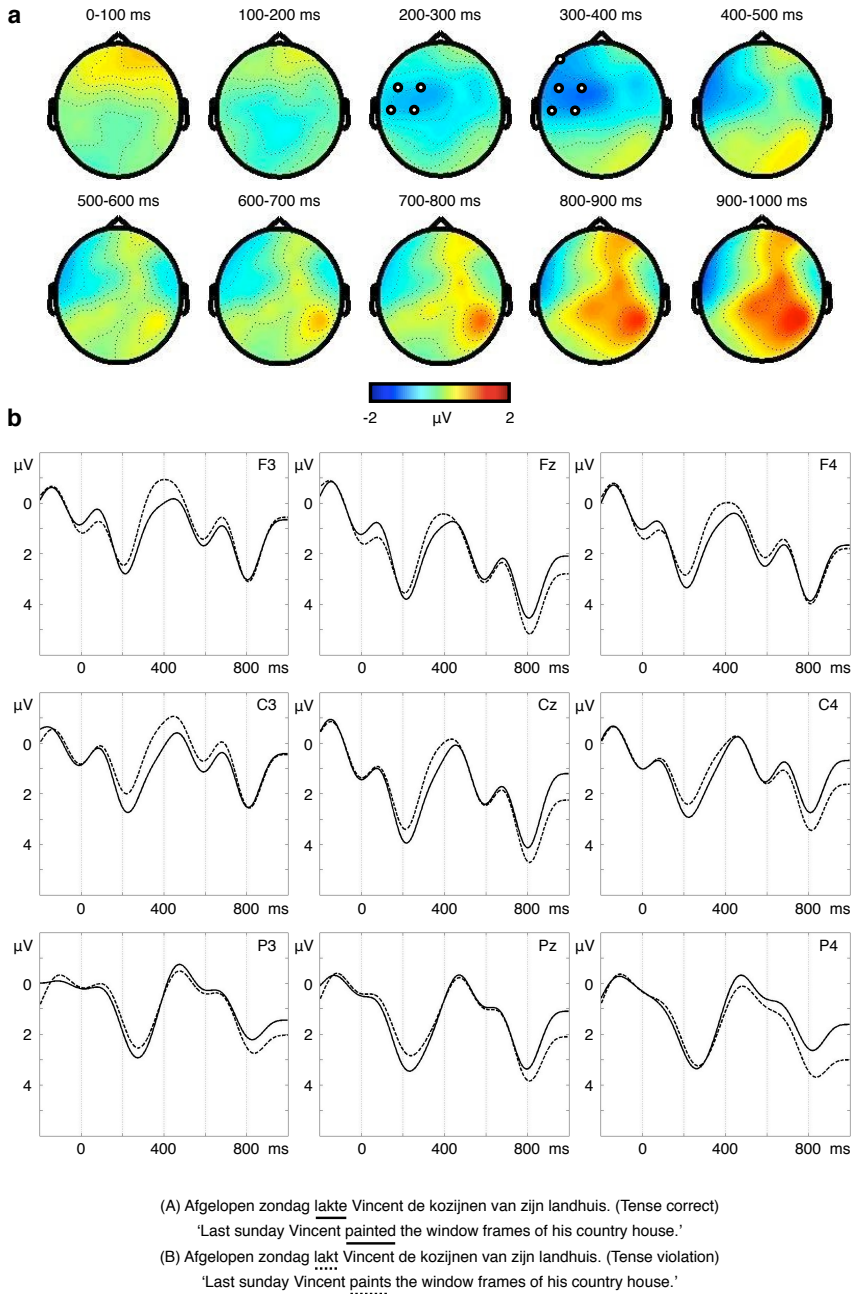 a
0-100 ms 100-200 ms 200-300 ms 300-400 ms 400-500 ms
500-600 ms 600-700 ms 700-800 ms 800-900 ms 900-1000 ms
-2 µV 2
b
µV F3 µV Fz µV F4
0 0 0
2 2 2
4 4 4
0 400 800 ms 0 400 800 ms 0 400 800 ms
µV C3 µV Cz µV C4
0 0 0
2 2 2
4 4 4
0 400 800 ms 0 400 800 ms 0 400 800 ms
µV P3 µV Pz µV P4
0 0 0
2 2 2
4 4 4
0 400 800 ms 0 400 800 ms 0 400 800 ms
(A) Afgelopen zondag lakte Vincent de kozijnen van zijn landhuis. (Tense correct)
‘Last sunday Vincent painted the window frames of his country house.’
(B) Afgelopen zondag lakt Vincent de kozijnen van zijn landhuis. (Tense violation)
‘Last sunday Vincent paints the window frames of his country house.’